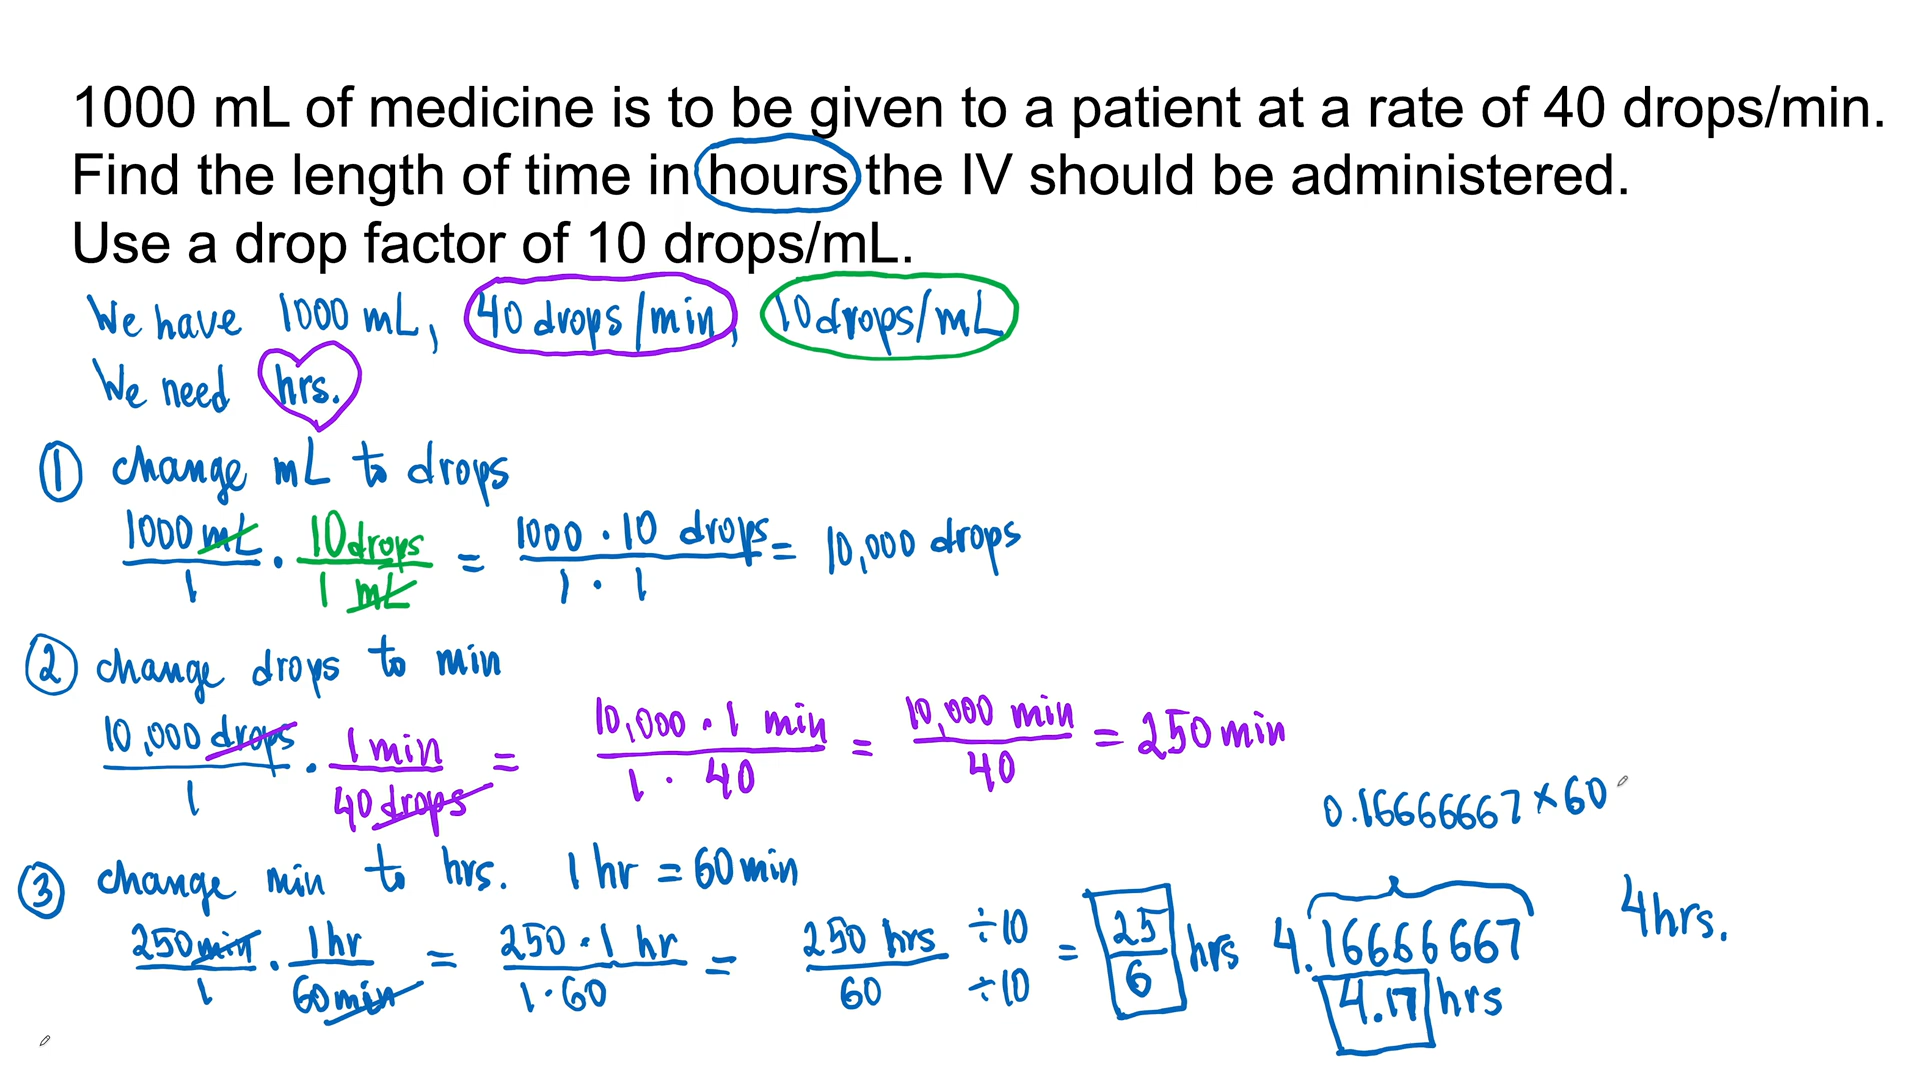 1000 mL of medicine is to be given to a patient at a rate of 40 drops/min.
Find the length of time in hours the IV should be administered.
Use a drop factor of 10 drops/mL.
We have 1000 mL, 40 drops/min, 10 drops/mL
We need hrs.
① change mL to drops
1000 mL/1 · 10 drops/1 mL = 1000 · 10 drops/1 · 1 = 10,000 drops
② change drops to min
10,000 drops/1 · 1 min/40 drops = 10,000 · 1 min/1 · 40 = 10,000 min/40 = 250 min
0.16666667 × 60
③ change min to hrs. 1 hr = 60 min
250 min/1 · 1 hr/60 min = 250 · 1 hr/1 · 60 = 250 hrs/60 ÷10/÷10 = 25/6 hrs 4.16666667 4 hrs.
4.17 hrs